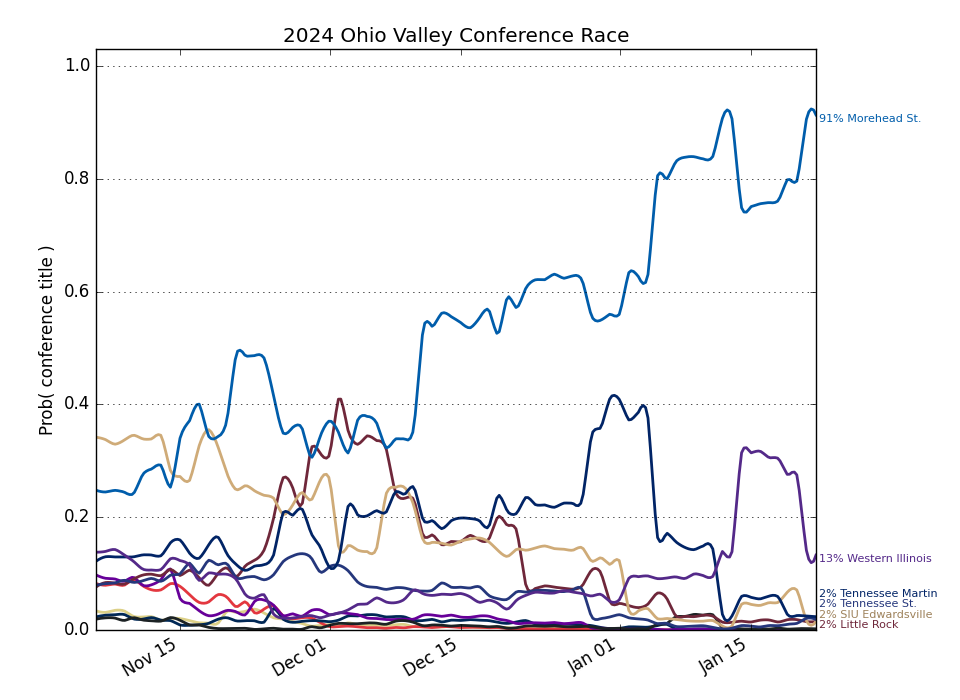 2024 Ohio Valley Conference Race
Prob( conference title )
1.0
0.8
0.6
0.4
0.2
0.0
Nov 15
Dec 01
Dec 15
Jan 01
Jan 15
91% Morehead St.
13% Western Illinois
2% Tennessee Martin
2% Tennessee St.
2% SIU Edwardsville
2% Little Rock